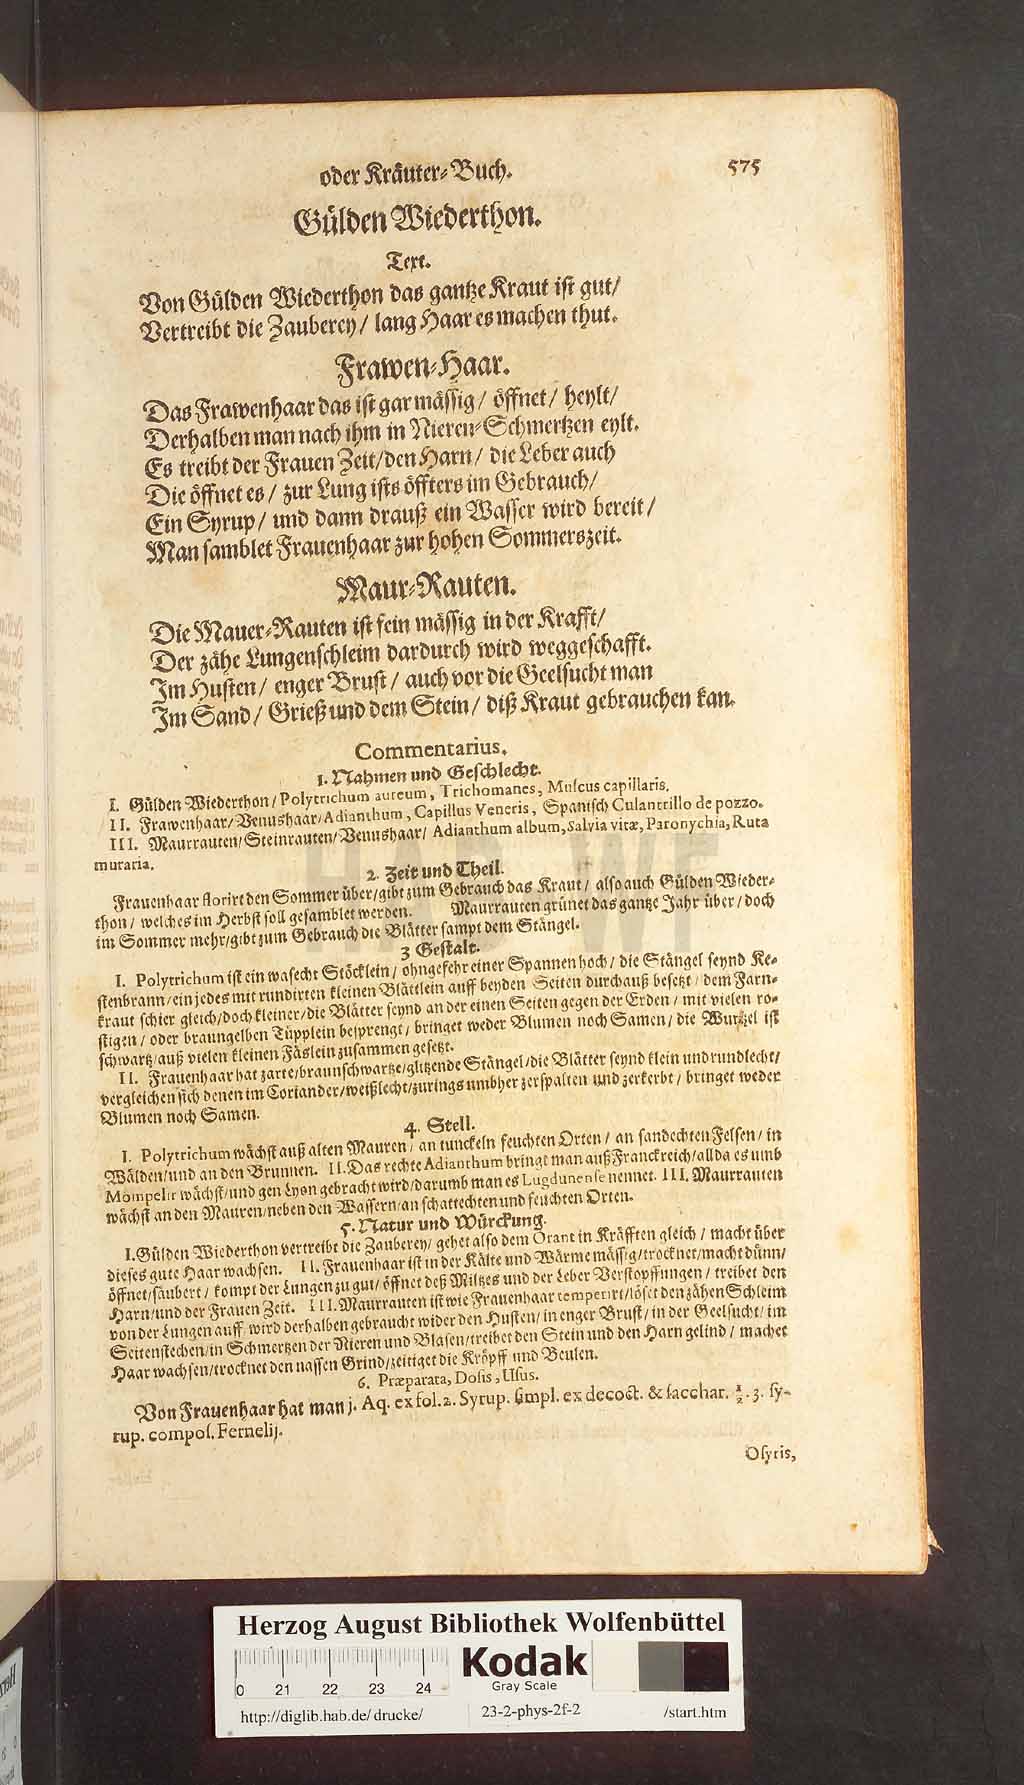 oder Kräuter-Buch. 575
Gülden Wiederthon.
Text.
Von Gülden Wiederthon das gantze Kraut ist gut/
Vertreibt die Zauberey/ lang Haar es machen thut.
Frawen-Haar.
Das Frawenhaar das ist gar mässig/ öffnet/ heylt/
Derhalben man nach ihm in Nieren-Schmertzen eylt.
Es treibt der Frauen Zeit/den Harn/ die Leber auch
Die öffnet es/ zur Lung ists öffters im Gebrauch/
Ein Syrup/ und dann drauß ein Wasser wird bereit/
Man samblet Frauenhaar zur hohen Sommerszeit.
Maur-Rauten.
Die Mauer-Rauten ist fein mässig in der Krafft/
Der zähe Lungenschleim dardurch wird weggeschafft.
Im Husten/ enger Brust/ auch vor die Geelsucht man
Im Sand/ Grieß und dem Stein/ diß Kraut gebrauchen kan.
Commentarius.
1. Nahmen und Geschlecht.
I. Gülden Wiederthon/Polytrichum aureum, Trichomanes, Muscus capillaris.
II. Frawenhaar/Venushaar/Adianthum, Capillus Veneris, Spanisch Culantrillo de pozzo.
III. Maurrauten/Steinrauten/Venushaar/ Adianthum album, Salvia vitæ, Paronychia, Ruta
muraria.
2. Zeit und Theil.
Frauenhaar florirt den Sommer über/gibt zum Gebrauch das Kraut/ also auch Gülden Wieder-
thon/ welches im Herbst soll gesamblet werden. Maurrauten grünet das gantze Jahr über/doch
im Sommer mehr/gibt zum Gebrauch die Blätter sampt dem Stängel.
3 Gestalt.
I. Polytrichum ist ein wasecht Stöcklein/ ohngefehr einer Spannen hoch/ die Stängel seynd Ke-
stenbrann/ein jedes mit rundirten kleinen Blättlein auff beyden Seiten durchauß besetzt/ dem Farn-
kraut schier gleich/doch kleiner/die Blätter seynd an der einen Seiten gegen der Erden/ mit vielen ro-
stigen/ oder braungelben Tüpplein besprengt/ bringet weder Blumen noch Samen/ die Wurtzel ist
schwartz/auß vielen kleinen Fäslein zusammen gesetzt.
II. Frauenhaar hat zarte/braunschwartze/glitzende Stängel/die Blätter seynd klein und rundlecht/
vergleichen sich denen im Coriander/weißlecht/zurings umbher zerspalten und zerkerbt/ bringet weder
Blumen noch Samen.
4. Stell.
I. Polytrichum wächst auß alten Mauren/ an tunckeln feuchten Orten/ an sandechten Felsen/ in
Wälden/und an den Brunnen. II. Das rechte Adianthum bringt man auß Franckreich/allda es umb
Mompelir wächst/und gen Lyon gebracht wird/darumb man es Lugdunense nennet. III. Maurrauten
wächst an den Mauren/neben den Wassern/an schattechten und feuchten Orten.
5. Natur und Würckung.
I. Gülden Wiederthon vertreibt die Zauberey/ gehet also dem Orant in Kräfften gleich/ macht über
dieses gute Haar wachsen. II. Frauenhaar ist in der Kälte und Wärme mässig/trocknet/macht dünn/
öffnet/säubert/ kompt der Lungen zu gut/ öffnet deß Miltzes und der Leber Verstopffungen/ treibet den
Harn/und der Frauen Zeit. III. Maurrauten ist wie Frauenhaar temperirt/löset den zähen Schleim
von der Lungen auff/ wird derhalben gebraucht wider den Husten/in enger Brust/ in der Geelsucht/ im
Seitenstechen/in Schmertzen der Nieren und Blasen/treibet den Stein und den Harn gelind/ machet
Haar wachsen/trocknet den nassen Grind/zeitiget die Kröpff und Beulen.
6. Præparata, Dosis, Usus.
Von Frauenhaar hat man j. Aq. ex fol. 2. Syrup. simpl. ex decoct. & sacchar. ½. 3. sy-
rup. compos. Fernelij.
Osyris,
HAB WF
Herzog August Bibliothek Wolfenbüttel
Kodak
Gray Scale
0 21 22 23 24
http://diglib.hab.de/drucke/ 23-2-phys-2f-2 /start.htm